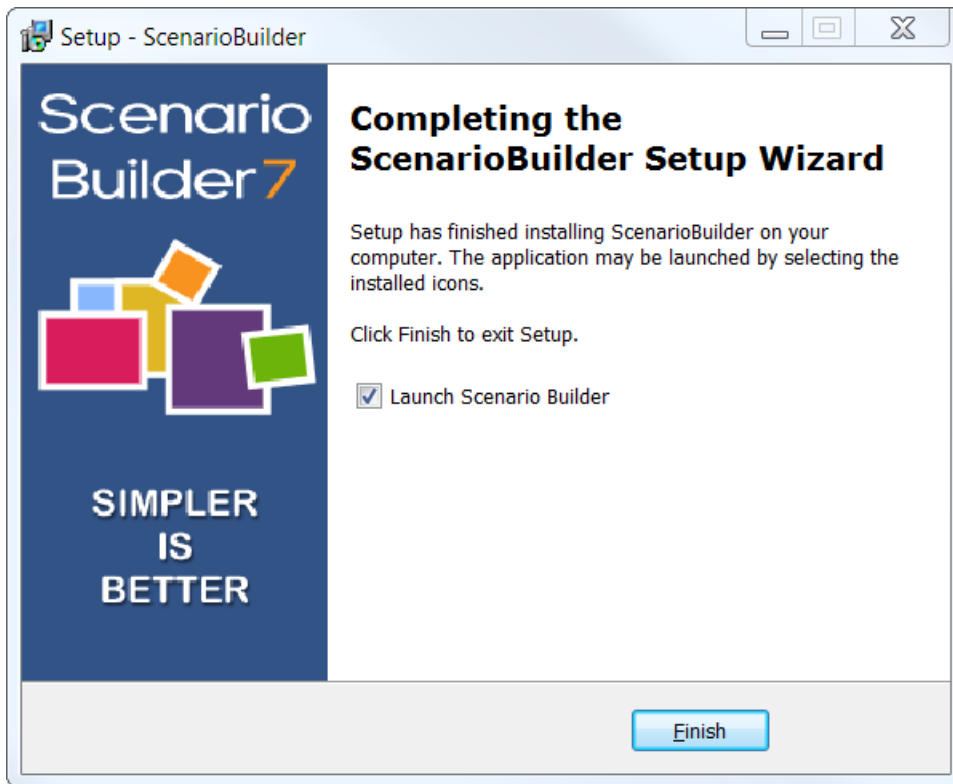 Setup - ScenarioBuilder
Scenario
Builder7
SIMPLER
IS
BETTER
Completing the
ScenarioBuilder Setup Wizard
Setup has finished installing ScenarioBuilder on your
computer. The application may be launched by selecting the
installed icons.
Click Finish to exit Setup.
Launch Scenario Builder
Finish